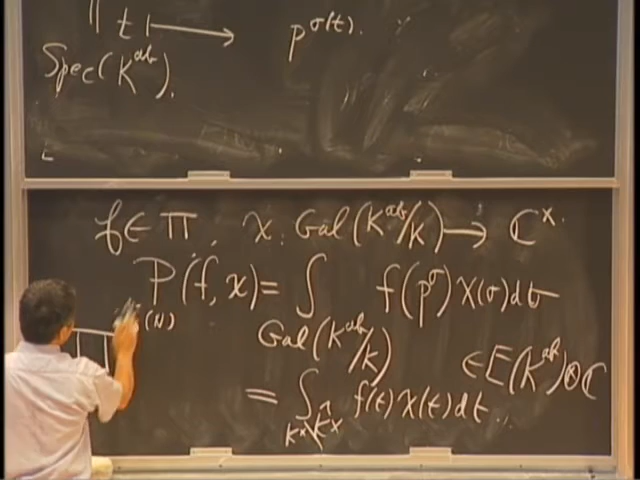 t ⟼ p^{σ(t)}.
Spec(K^{ab}).
f ∈ Π, χ: Gal(K^{ab}/K) → ℂ^×.
P(f, χ) = ∫ f(p^σ) χ(σ) dσ
(N)
Gal(K^{ab}/K)
∈ E(K^{ab}) ⊗ ℂ
= ∫_{K^×\K̂^×} f(t) χ(t) dt.